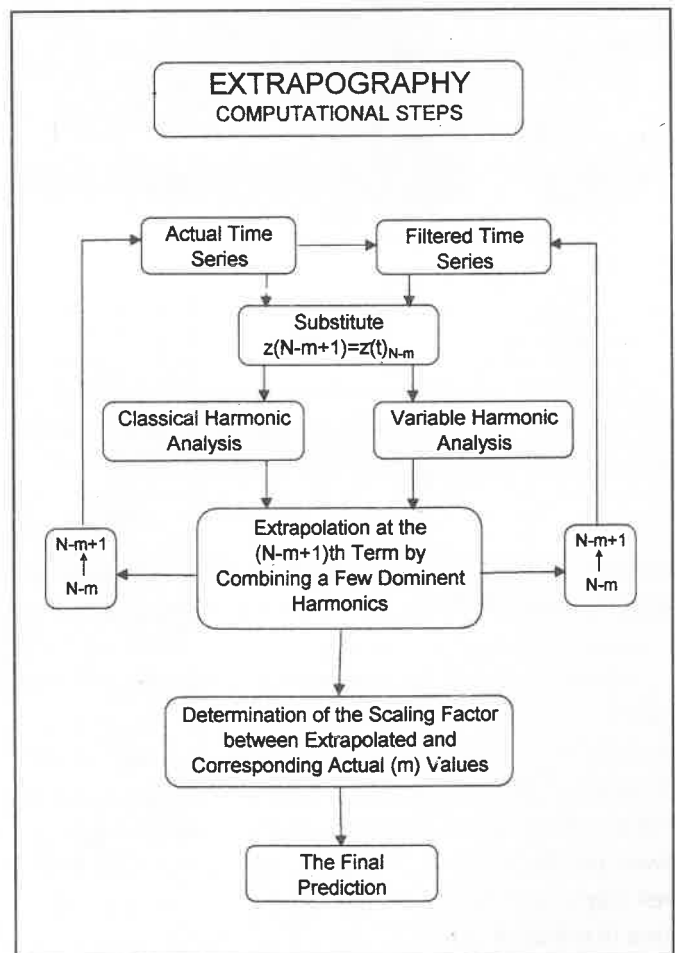 EXTRAPOGRAPHY
COMPUTATIONAL STEPS
Actual Time
Series
Filtered Time
Series
Substitute
z(N-m+1)=z(t)N-m
Classical Harmonic
Analysis
Variable Harmonic
Analysis
Extrapolation at the
(N-m+1)th Term by
Combining a Few Dominent
Harmonics
N-m+1
N-m
N-m+1
N-m
Determination of the Scaling Factor
between Extrapolated and
Corresponding Actual (m) Values
The Final
Prediction